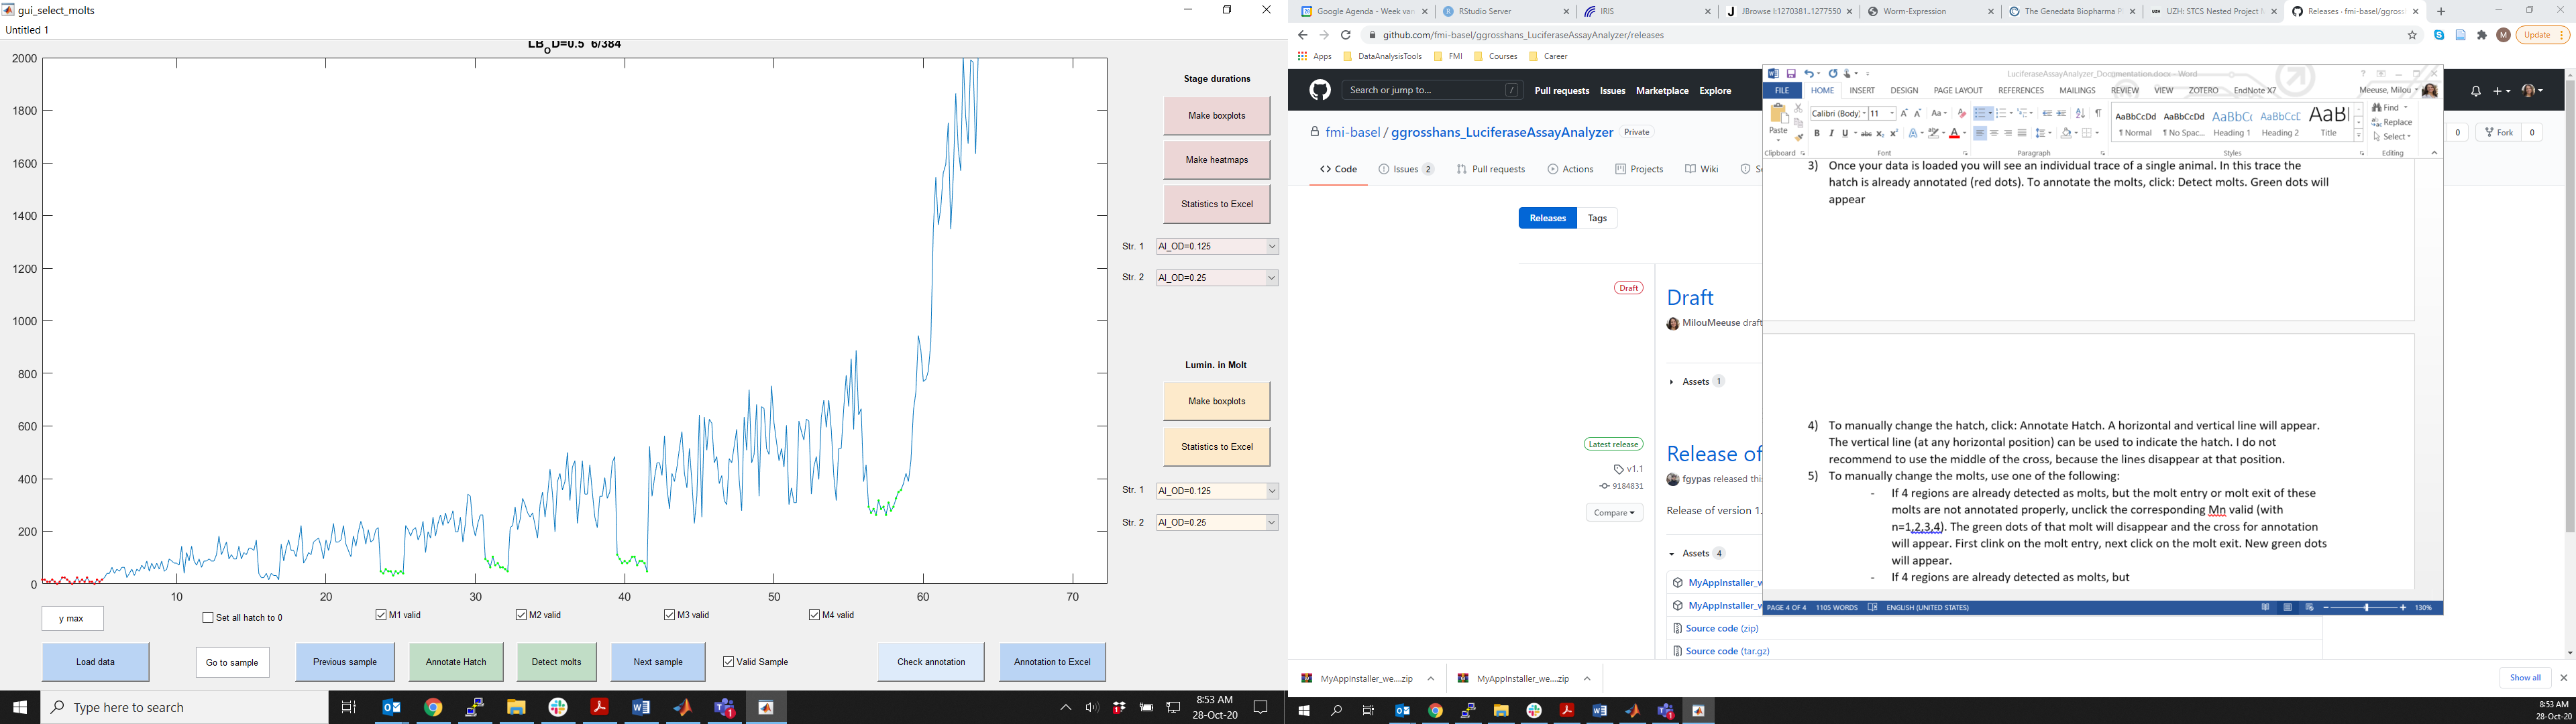 gui_select_molts
Untitled 1
LB_OD=0.5 6/384
2000
1800
1600
1400
1200
1000
800
600
400
200
0
10 20 30 40 50 60 70
y max
Set all hatch to 0
M1 valid
M2 valid
M3 valid
M4 valid
Load data
Go to sample
Previous sample
Annotate Hatch
Detect molts
Next sample
Valid Sample
Check annotation
Annotation to Excel
Stage durations
Make boxplots
Make heatmaps
Statistics to Excel
Str. 1 AI_OD=0.125
Str. 2 AI_OD=0.25
Lumin. in Molt
Make boxplots
Statistics to Excel
Str. 1 AI_OD=0.125
Str. 2 AI_OD=0.25
Type here to search
8:53 AM
28-Oct-20
Google Agenda - Week van
RStudio Server
IRIS
JBrowse I:1270381..1277550
Worm-Expression
The Genedata Biopharma P
UZH: STCS Nested Project
Releases · fmi-basel/ggross
github.com/fmi-basel/ggrosshans_LuciferaseAssayAnalyzer/releases
Update
Apps
DataAnalysisTools
FMI
Courses
Career
Search or jump to...
/
Pull requests
Issues
Marketplace
Explore
fmi-basel / ggrosshans_LuciferaseAssayAnalyzer
Private
0
Fork
0
Code
Issues 2
Pull requests
Actions
Projects
Wiki
Releases
Tags
Draft
Draft
MilouMeeuse draft
Assets 1
Latest release
v1.1
9184831
Compare
Release of
fgypas released thi
Release of version 1.
Assets 4
MyAppInstaller_w
MyAppInstaller_w
Source code (zip)
Source code (tar.gz)
LuciferaseAssayAnalyzer_Documentation.docx - Word
FILE
HOME
INSERT
DESIGN
PAGE LAYOUT
REFERENCES
MAILINGS
REVIEW
VIEW
ZOTERO
EndNote X7
Meeuse, Milou
Paste
Calibri (Body)
11
Clipboard
Font
Paragraph
Styles
Editing
AaBbCcDd
¶ Normal
AaBbCcDd
¶ No Spac...
AaBbCc
Heading 1
AaBbCcE
Heading 2
AaBl
Title
Find
Replace
Select
3) Once your data is loaded you will see an individual trace of a single animal. In this trace the
hatch is already annotated (red dots). To annotate the molts, click: Detect molts. Green dots will
appear
4) To manually change the hatch, click: Annotate Hatch. A horizontal and vertical line will appear.
The vertical line (at any horizontal position) can be used to indicate the hatch. I do not
recommend to use the middle of the cross, because the lines disappear at that position.
5) To manually change the molts, use one of the following:
- If 4 regions are already detected as molts, but the molt entry or molt exit of these
molts are not annotated properly, unclick the corresponding Mn valid (with
n=1,2,3,4). The green dots of that molt will disappear and the cross for annotation
will appear. First clink on the molt entry, next click on the molt exit. New green dots
will appear.
- If 4 regions are already detected as molts, but
PAGE 4 OF 4
1105 WORDS
ENGLISH (UNITED STATES)
130%
MyAppInstaller_we....zip
MyAppInstaller_we....zip
Show all
8:53 AM
28-Oct-20